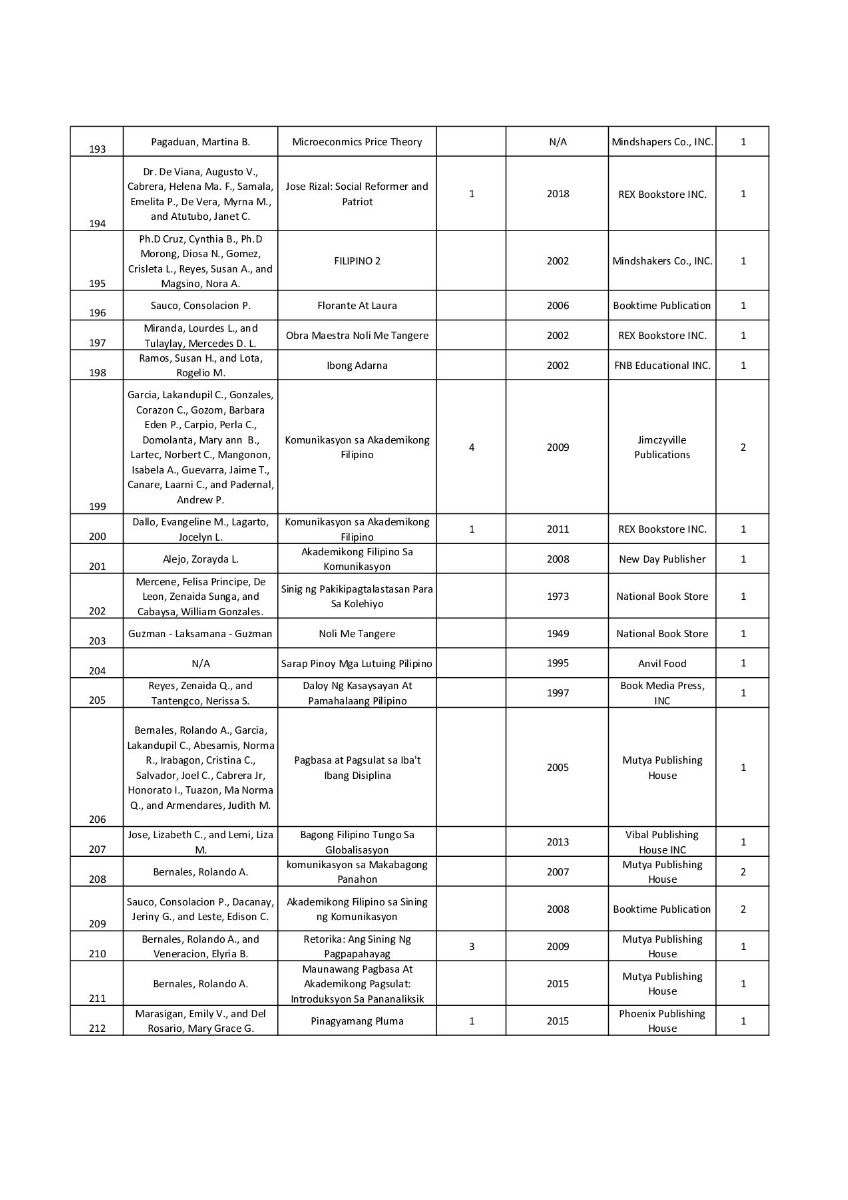 193 Pagaduan, Martina B. Microeconmics Price Theory N/A Mindshapers Co., INC. 1
Dr. De Viana, Augusto V.,
Cabrera, Helena Ma. F., Samala,
Emelita P., De Vera, Myrna M.,
and Atutubo, Janet C.
194 Jose Rizal: Social Reformer and
Patriot
1 2018 REX Bookstore INC. 1
Ph.D Cruz, Cynthia B., Ph.D
Morong, Diosa N., Gomez,
Crisleta L., Reyes, Susan A., and
Magsino, Nora A.
195 FILIPINO 2 2002 Mindshakers Co., INC. 1
196 Sauco, Consolacion P. Florante At Laura 2006 Booktime Publication 1
Miranda, Lourdes L., and
Tulaylay, Mercedes D. L.
197 Obra Maestra Noli Me Tangere 2002 REX Bookstore INC. 1
Ramos, Susan H., and Lota,
Rogelio M.
198 Ibong Adarna 2002 FNB Educational INC. 1
Garcia, Lakandupil C., Gonzales,
Corazon C., Gozom, Barbara
Eden P., Carpio, Perla C.,
Domolanta, Mary ann B.,
Lartec, Norbert C., Mangonon,
Isabela A., Guevarra, Jaime T.,
Canare, Laarni C., and Padernal,
Andrew P.
199 Komunikasyon sa Akademikong
Filipino
4 2009 Jimczyville
Publications
2
Dallo, Evangeline M., Lagarto,
Jocelyn L.
200 Komunikasyon sa Akademikong
Filipino
1 2011 REX Bookstore INC. 1
201 Alejo, Zorayda L. Akademikong Filipino Sa
Komunikasyon
2008 New Day Publisher 1
Mercene, Felisa Principe, De
Leon, Zenaida Sunga, and
Cabaysa, William Gonzales.
202 Sinig ng Pakikipagtalastasan Para
Sa Kolehiyo
1973 National Book Store 1
203 Guzman - Laksamana - Guzman Noli Me Tangere 1949 National Book Store 1
204 N/A Sarap Pinoy Mga Lutuing Pilipino 1995 Anvil Food 1
Reyes, Zenaida Q., and
Tantengco, Nerissa S.
205 Daloy Ng Kasaysayan At
Pamahalaang Pilipino
1997 Book Media Press,
INC
1
Bernales, Rolando A., Garcia,
Lakandupil C., Abesamis, Norma
R., Irabagon, Cristina C.,
Salvador, Joel C., Cabrera Jr,
Honorato I., Tuazon, Ma Norma
Q., and Armendares, Judith M.
206 Pagbasa at Pagsulat sa Iba't
Ibang Disiplina
2005 Mutya Publishing
House
1
Jose, Lizabeth C., and Lemi, Liza
M.
207 Bagong Filipino Tungo Sa
Globalisasyon
2013 Vibal Publishing
House INC
1
208 Bernales, Rolando A. komunikasyon sa Makabagong
Panahon
2007 Mutya Publishing
House
2
Sauco, Consolacion P., Dacanay,
Jeriny G., and Leste, Edison C.
209 Akademikong Filipino sa Sining
ng Komunikasyon
2008 Booktime Publication 2
Bernales, Rolando A., and
Veneracion, Elyria B.
210 Retorika: Ang Sining Ng
Pagpapahayag
3 2009 Mutya Publishing
House
1
211 Bernales, Rolando A. Maunawang Pagbasa At
Akademikong Pagsulat:
Introduksyon Sa Pananaliksik
2015 Mutya Publishing
House
1
Marasigan, Emily V., and Del
Rosario, Mary Grace G.
212 Pinagyamang Pluma 1 2015 Phoenix Publishing
House
1